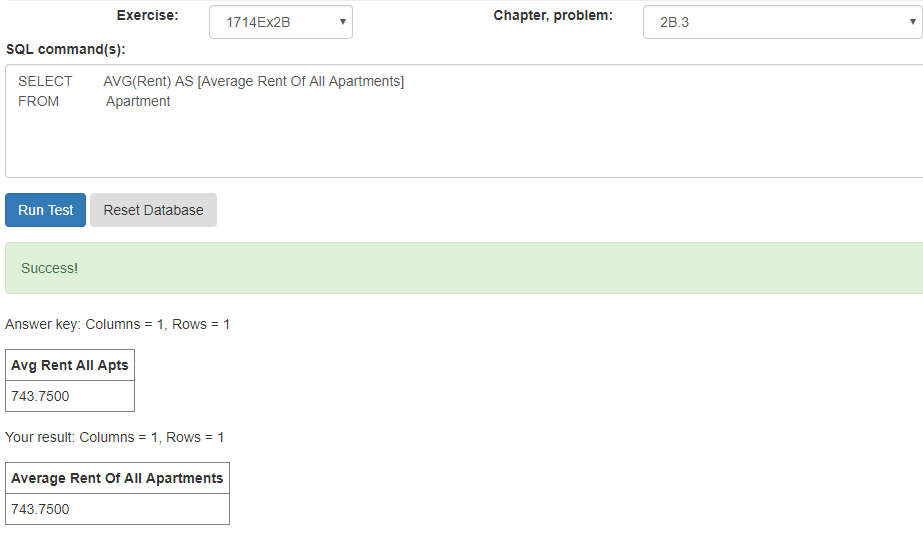 Exercise: 1714Ex2B Chapter, problem: 2B.3
SQL command(s):
SELECT AVG(Rent) AS [Average Rent Of All Apartments]
FROM Apartment
Run Test Reset Database
Success!
Answer key: Columns = 1, Rows = 1
Avg Rent All Apts
743.7500
Your result: Columns = 1, Rows = 1
Average Rent Of All Apartments
743.7500